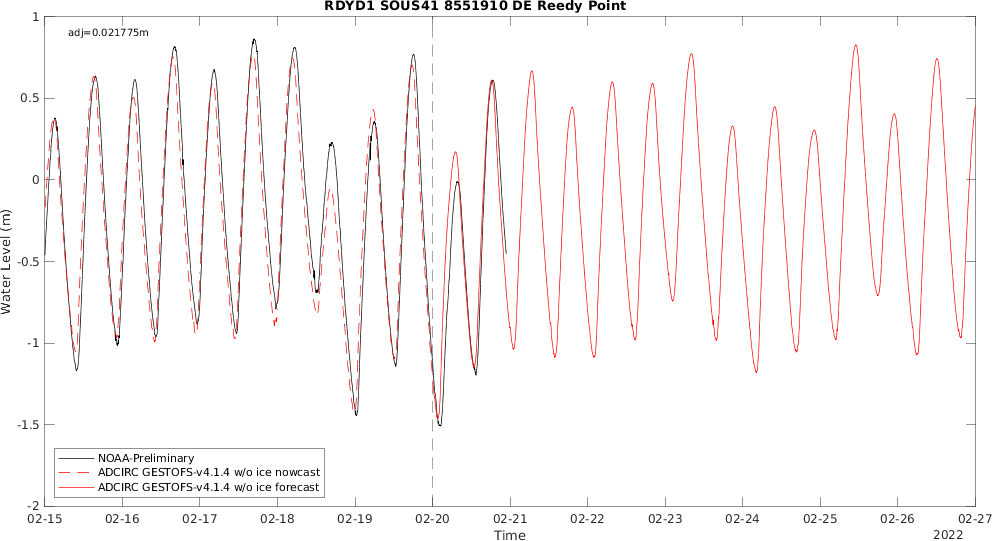 RDYD1 SOUS41 8551910 DE Reedy Point
adj=0.021775m
1
0.5
0
-0.5
-1
-1.5
-2
Water Level (m)
NOAA-Preliminary
ADCIRC GESTOFS-v4.1.4 w/o ice nowcast
ADCIRC GESTOFS-v4.1.4 w/o ice forecast
02-15 02-16 02-17 02-18 02-19 02-20 02-21 02-22 02-23 02-24 02-25 02-26 02-27
Time
2022